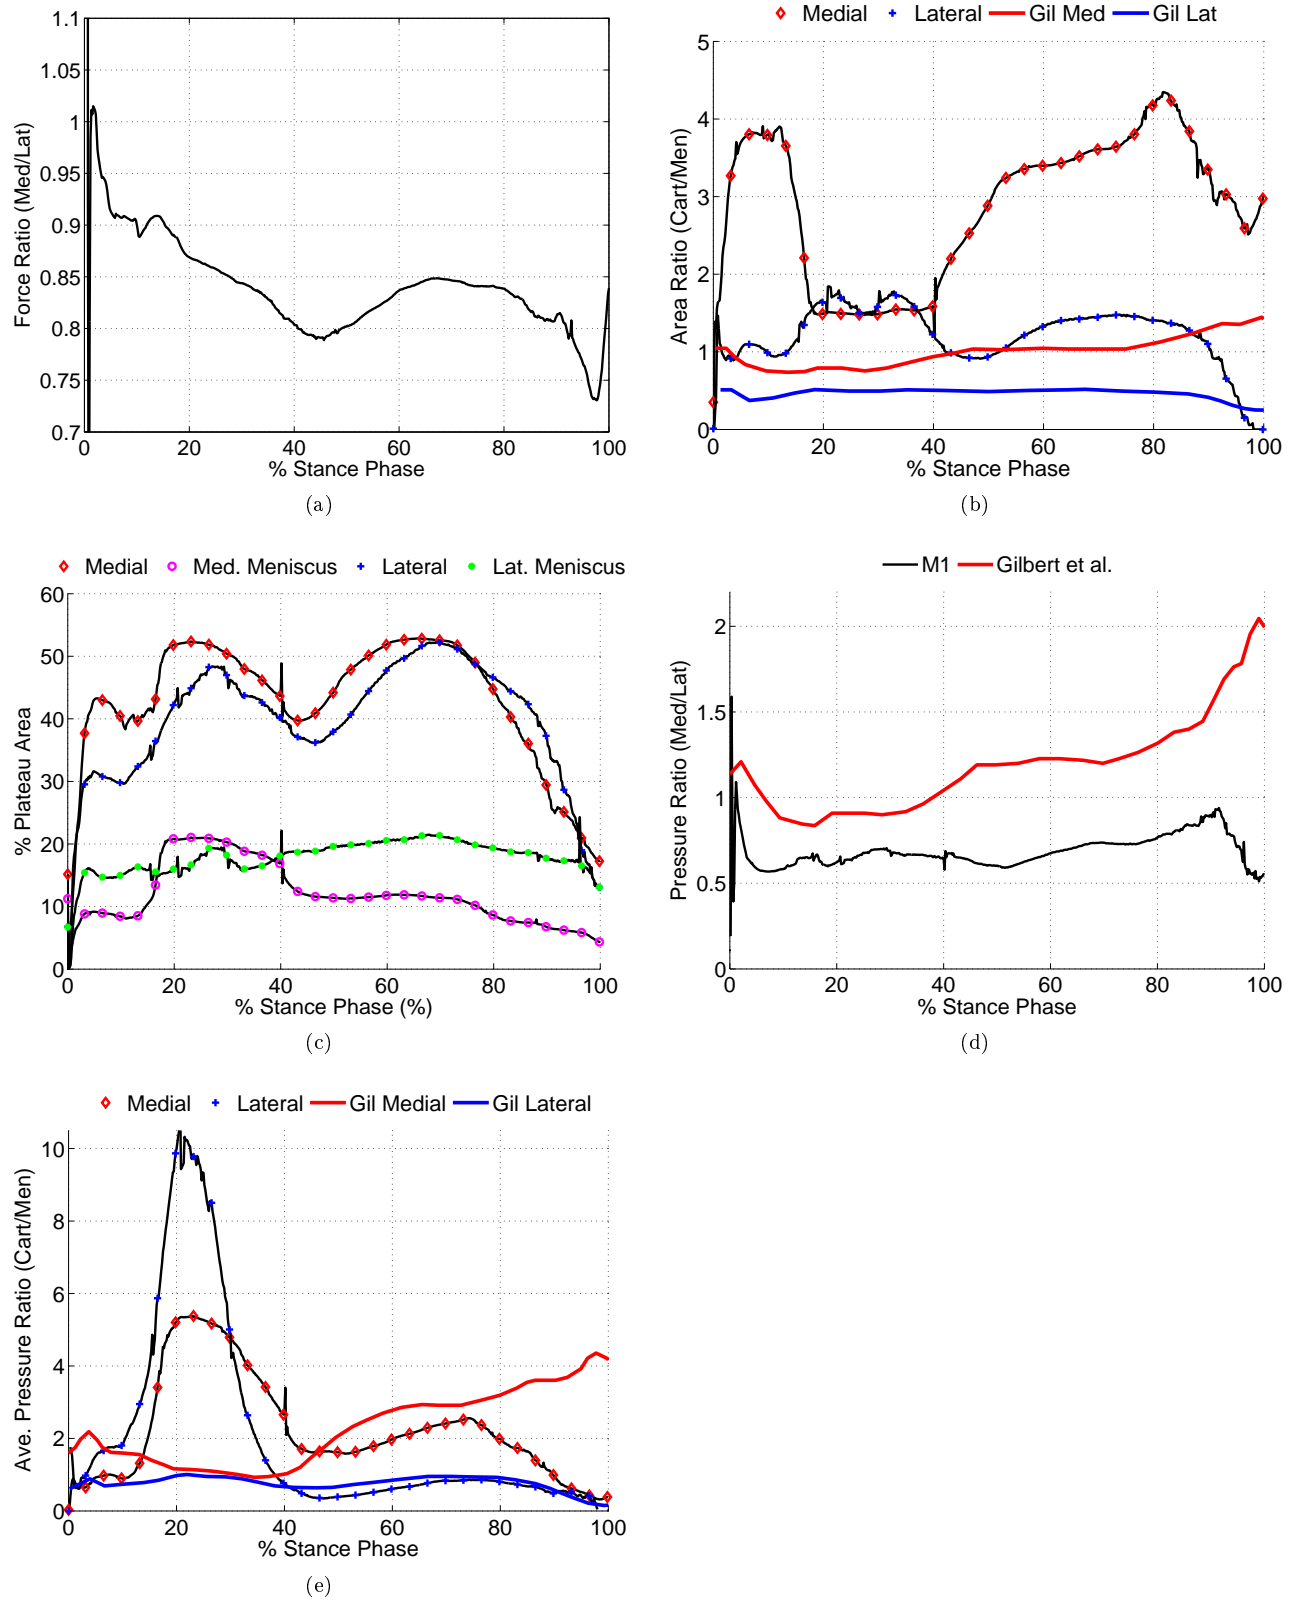 1.1
1.05
1
0.95
0.9
0.85
0.8
0.75
0.7
Force Ratio (Med/Lat)
0 20 40 60 80 100
% Stance Phase
(a)
Medial Lateral Gil Med Gil Lat
5
4
3
2
1
0
Area Ratio (Cart/Men)
0 20 40 60 80 100
% Stance Phase
(b)
Medial Med. Meniscus Lateral Lat. Meniscus
60
50
40
30
20
10
0
% Plateau Area
0 20 40 60 80 100
% Stance Phase (%)
(c)
M1 Gilbert et al.
2
1.5
1
0.5
0
Pressure Ratio (Med/Lat)
0 20 40 60 80 100
% Stance Phase
(d)
Medial Lateral Gil Medial Gil Lateral
10
8
6
4
2
0
Ave. Pressure Ratio (Cart/Men)
0 20 40 60 80 100
% Stance Phase
(e)